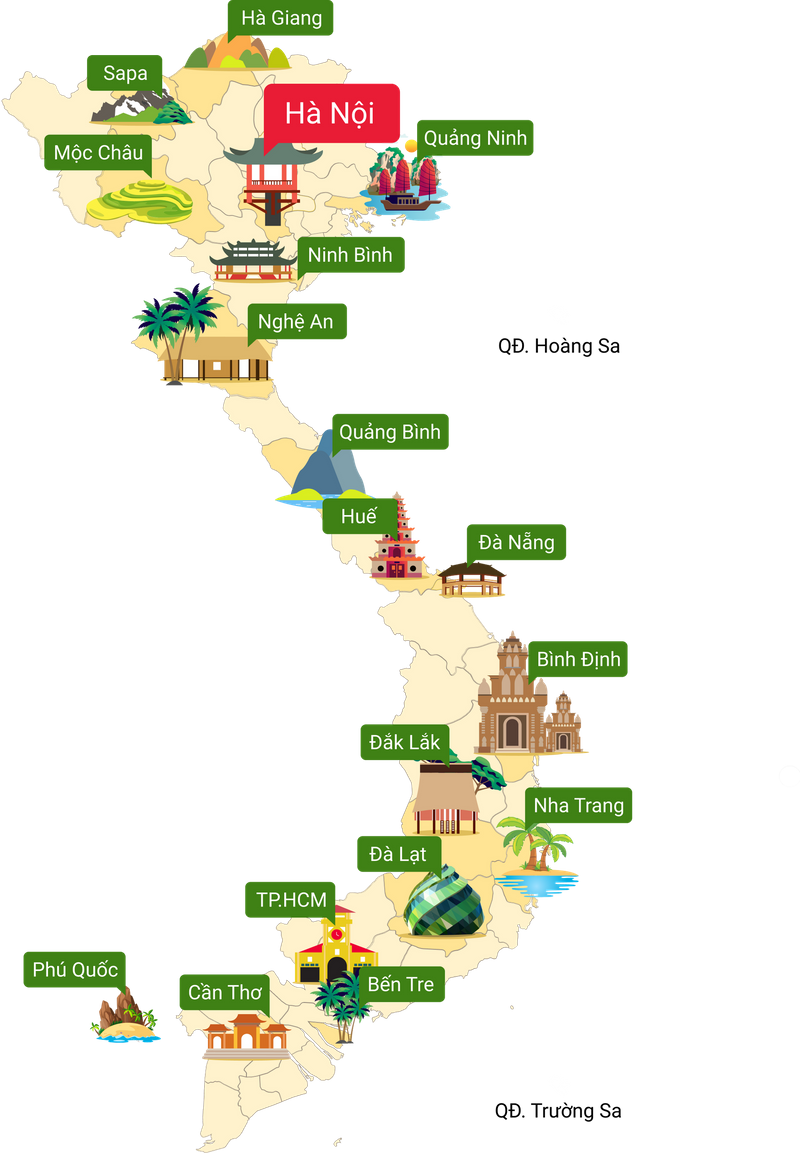 Hà Giang
Sapa
Hà Nội
Quảng Ninh
Mộc Châu
Ninh Bình
Nghệ An
QĐ. Hoàng Sa
Quảng Bình
Huế
Đà Nẵng
Bình Định
Đắk Lắk
Nha Trang
Đà Lạt
TP.HCM
Phú Quốc
Bến Tre
Cần Thơ
QĐ. Trường Sa